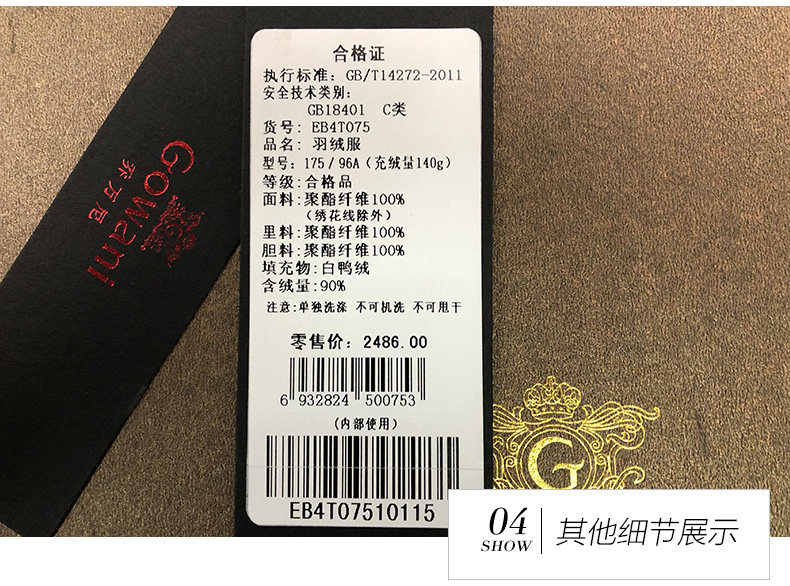 合格证
执行标准：GB/T14272-2011
安全技术类别：
GB18401 C类
货号：EB4T075
品名：羽绒服
型号：175/96A（充绒量140g）
等级：合格品
面料：聚酯纤维100%
（绣花线除外）
里料：聚酯纤维100%
胆料：聚酯纤维100%
填充物：白鸭绒
含绒量：90%
注意：单独洗涤 不可机洗 不可甩干
零售价：2486.00
6 932824 500753
（内部使用）
EB4T07510115
Gowani
乔万尼
G
04
SHOW
其他细节展示